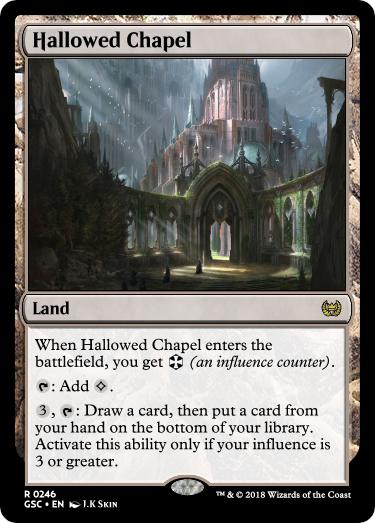 Hallowed Chapel
Land
When Hallowed Chapel enters the
battlefield, you get (an influence counter).
: Add .
3, : Draw a card, then put a card from
your hand on the bottom of your library.
Activate this ability only if your influence is
3 or greater.
R 0246
GSC • EN J.K SKIN
™ & © 2018 Wizards of the Coast